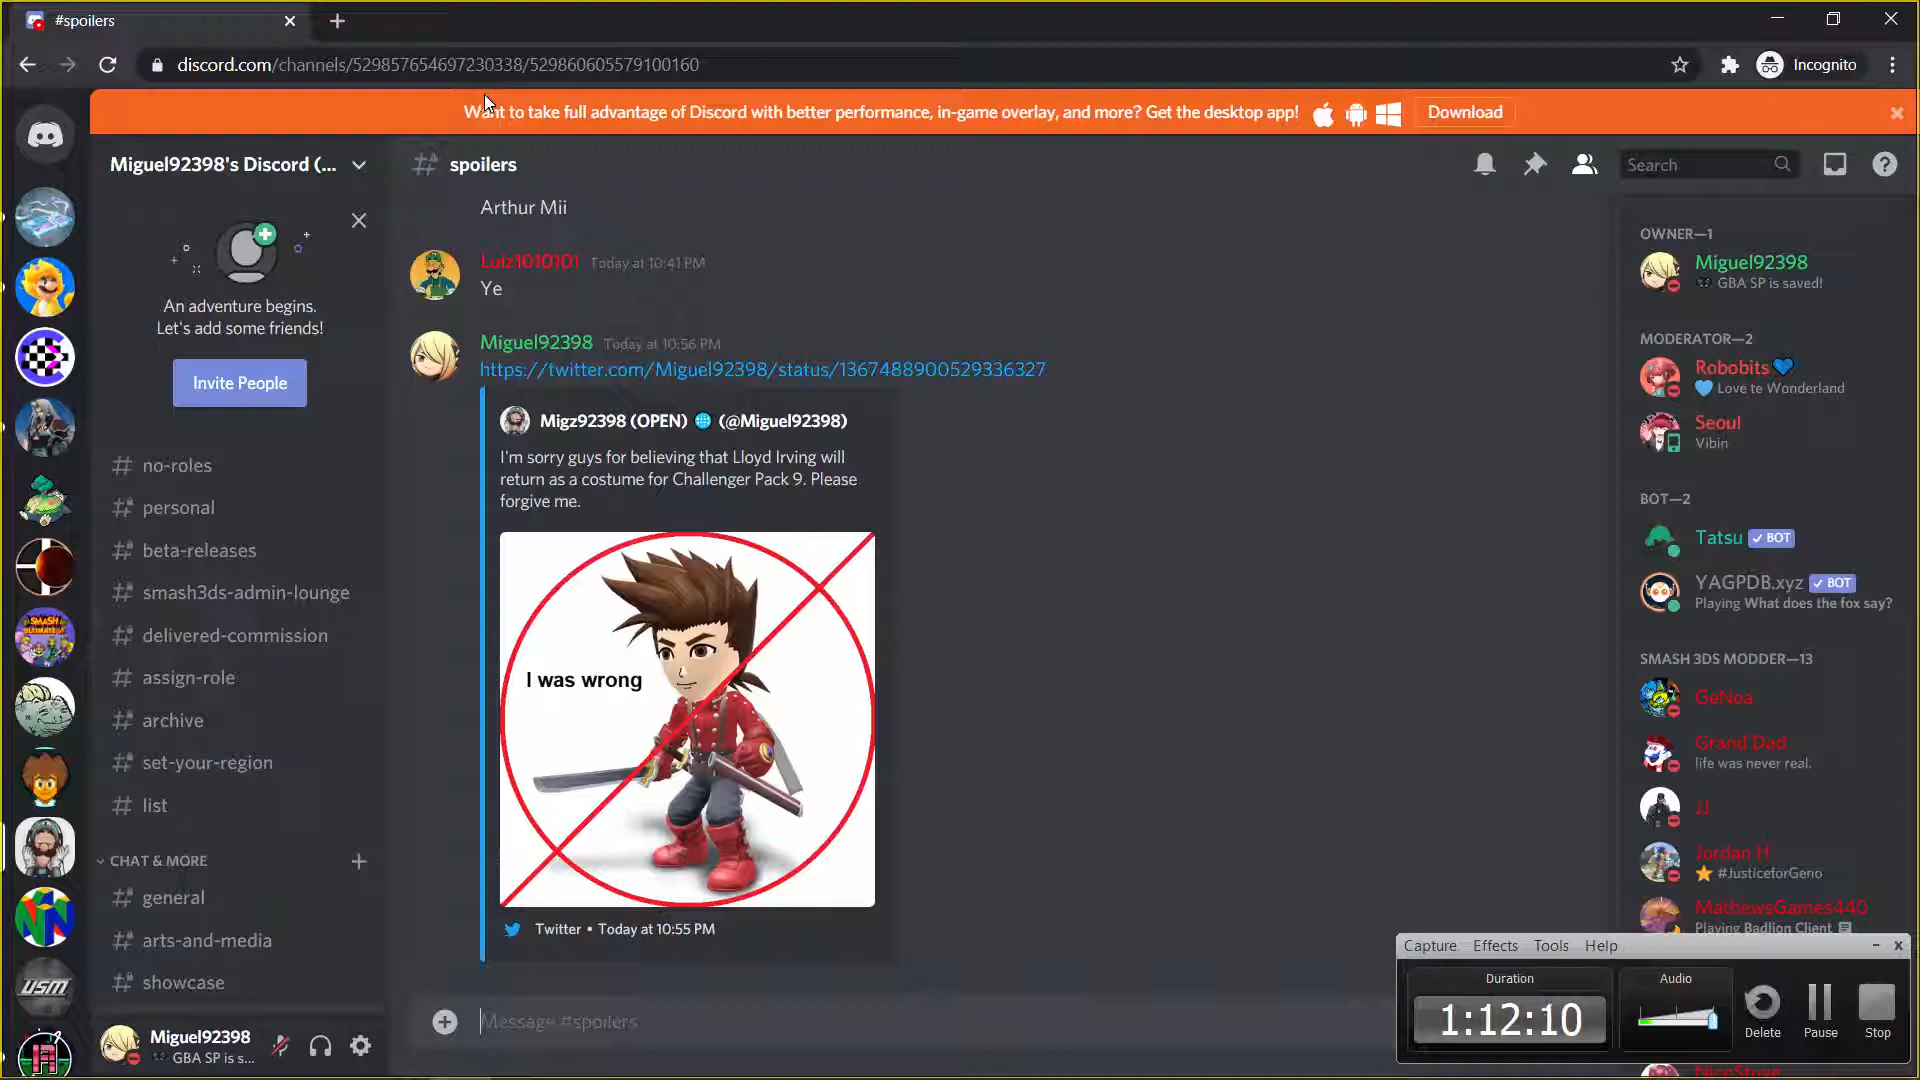 #spoilers
discord.com/channels/529857654697230338/529860605579100160
Incognito
Want to take full advantage of Discord with better performance, in-game overlay, and more? Get the desktop app!
Download
Miguel92398's Discord (...
spoilers
Search
An adventure begins.
Let's add some friends!
Invite People
no-roles
personal
beta-releases
smash3ds-admin-lounge
delivered-commission
assign-role
archive
set-your-region
list
CHAT & MORE
general
arts-and-media
showcase
Miguel92398
GBA SP is s...
Arthur Mii
Luiz1010101 Today at 10:41 PM
Ye
Miguel92398 Today at 10:56 PM
https://twitter.com/Miguel92398/status/1367488900529336327
Migz92398 (OPEN) 🌐 (@Miguel92398)
I'm sorry guys for believing that Lloyd Irving will
return as a costume for Challenger Pack 9. Please
forgive me.
I was wrong
Twitter • Today at 10:55 PM
Message #spoilers
OWNER—1
Miguel92398
GBA SP is saved!
MODERATOR—2
Robobits💙
💙 Love te Wonderland
Seoul
Vibin
BOT—2
Tatsu ✓ BOT
YAGPDB.xyz ✓ BOT
Playing What does the fox say?
SMASH 3DS MODDER—13
GeNoa
Grand Dad
life was never real.
JJ
Jordan H
⭐ #JusticeforGeno
MathewsGames440
Playing Badlion Client
Capture Effects Tools Help
Duration
1:12:10
Audio
Delete
Pause
Stop
USM